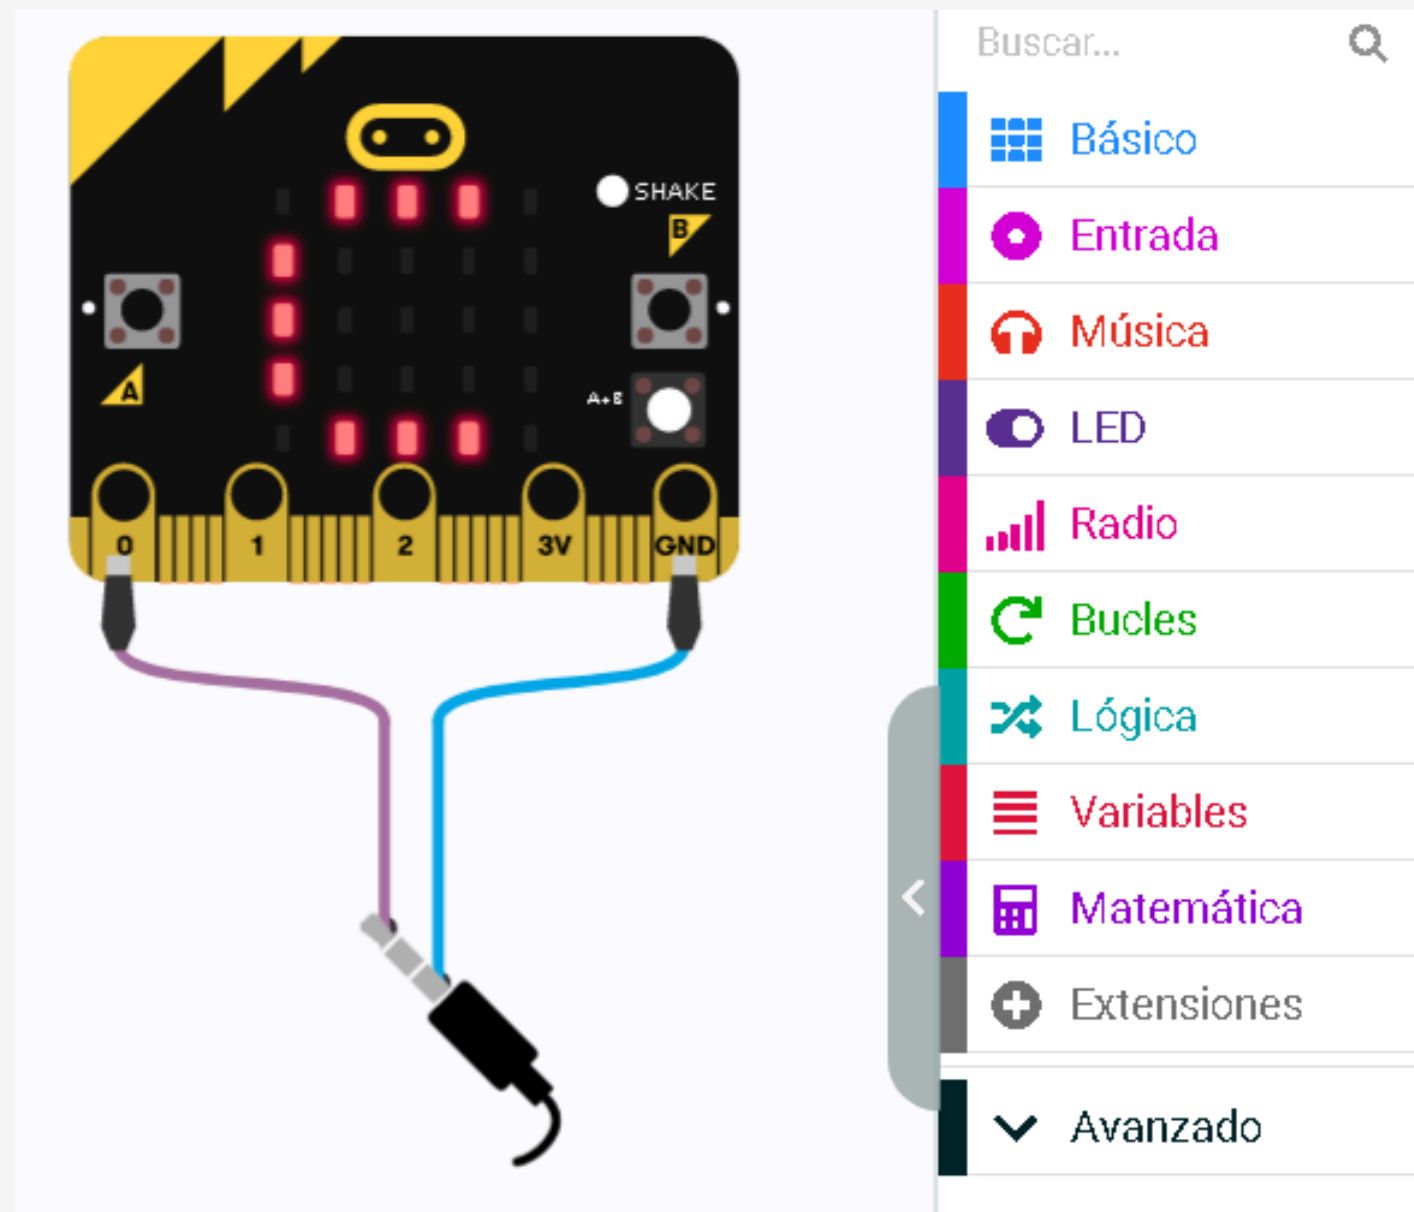 SHAKE
B
A
A+B
0 1 2 3V GND
Buscar...
Básico
Entrada
Música
LED
Radio
Bucles
Lógica
Variables
Matemática
Extensiones
Avanzado